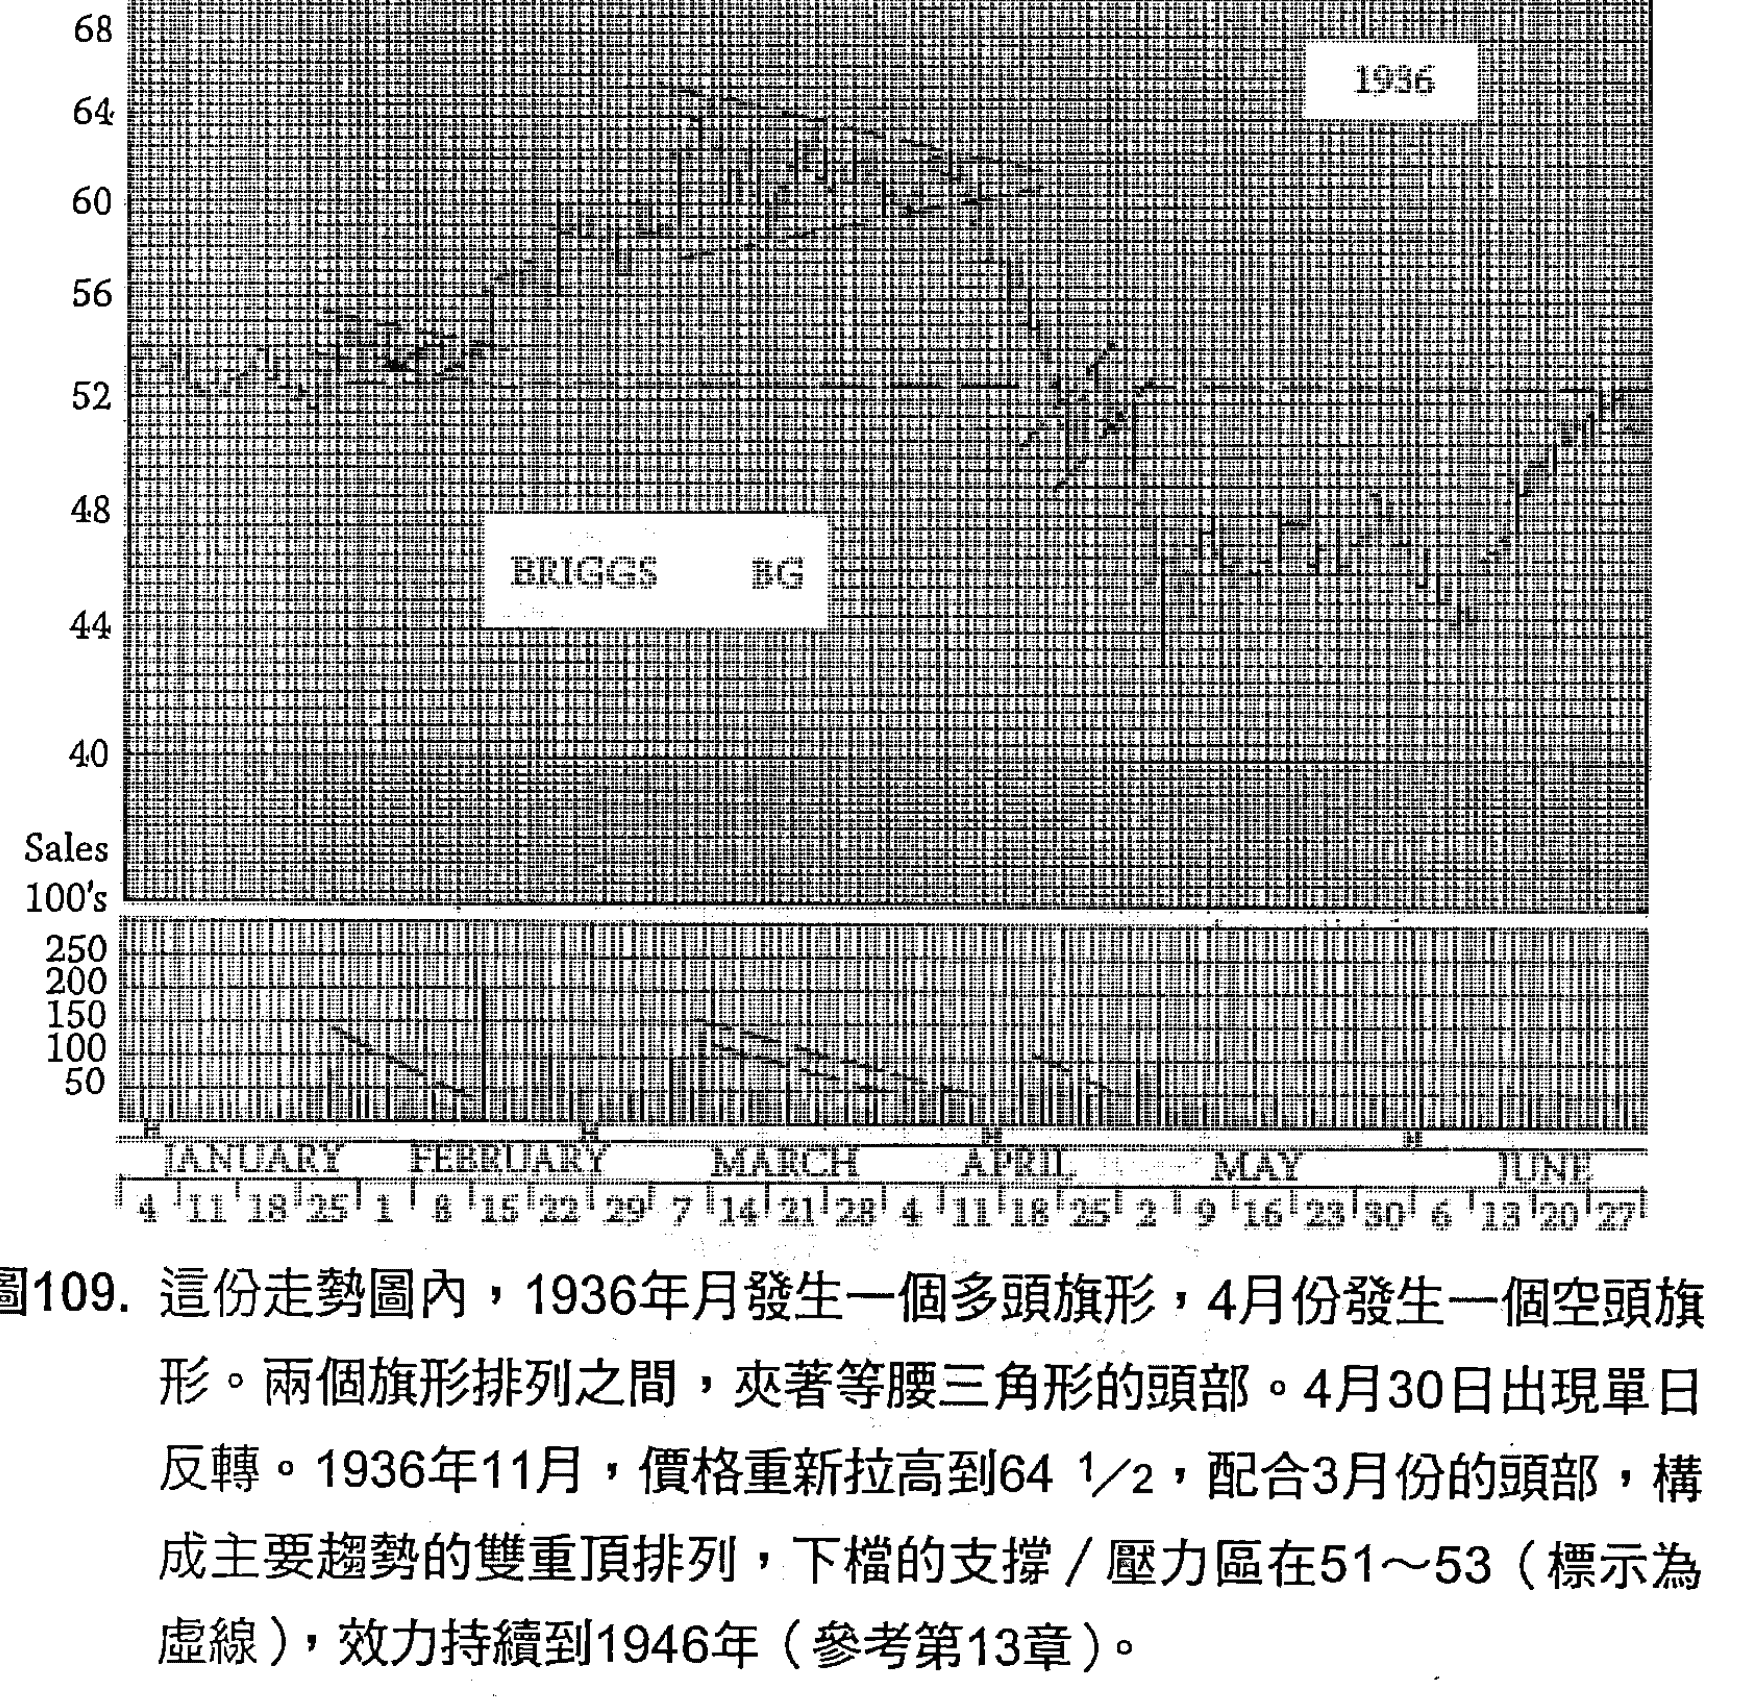 68
1936
64
60
56
52
48
BRIGGS BG
44
40
Sales
100's
250
200
150
100
50
H H H H
JANUARY FEBRUARY MARCH APRIL MAY JUNE
4 11 18 25 1 8 15 22 29 7 14 21 28 4 11 18 25 2 9 16 23 30 6 13 20 27
圖109. 這份走勢圖內，1936年月發生一個多頭旗形，4月份發生一個空頭旗
形。兩個旗形排列之間，夾著等腰三角形的頭部。4月30日出現單日
反轉。1936年11月，價格重新拉高到64 1/2，配合3月份的頭部，構
成主要趨勢的雙重頂排列，下檔的支撐/壓力區在51～53（標示為
虛線），效力持續到1946年（參考第13章）。